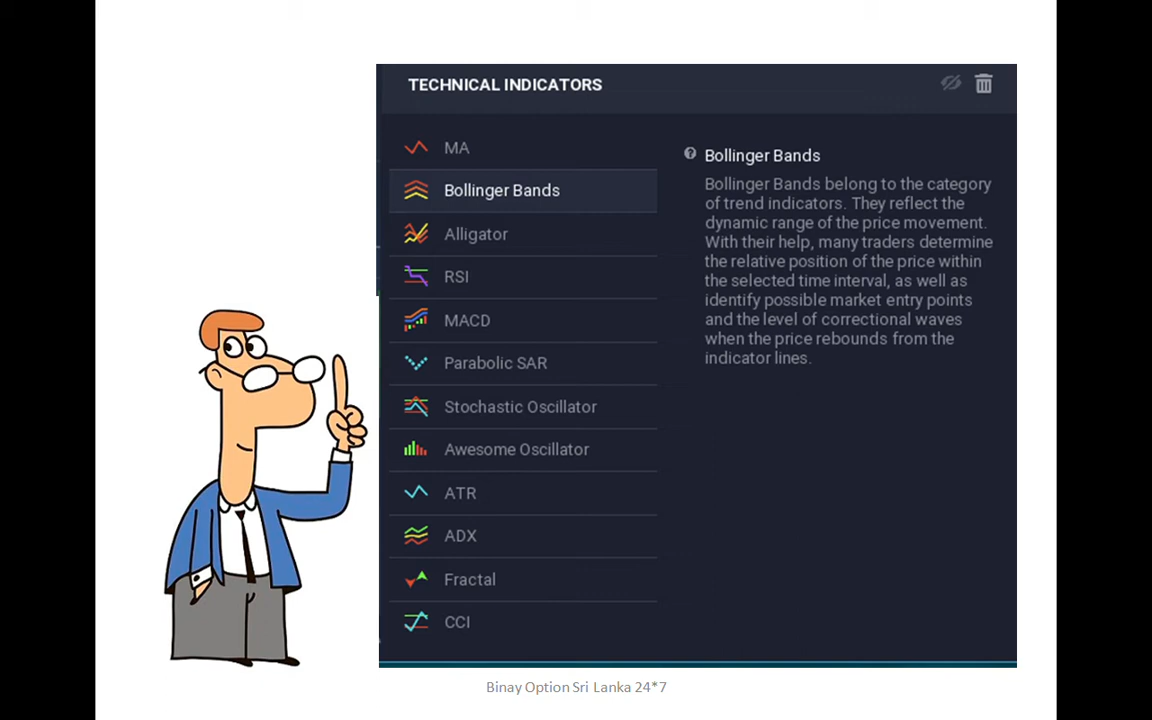 TECHNICAL INDICATORS
MA
Bollinger Bands
Alligator
RSI
MACD
Parabolic SAR
Stochastic Oscillator
Awesome Oscillator
ATR
ADX
Fractal
CCI
Bollinger Bands
Bollinger Bands belong to the category
of trend indicators. They reflect the
dynamic range of the price movement.
With their help, many traders determine
the relative position of the price within
the selected time interval, as well as
identify possible market entry points
and the level of correctional waves
when the price rebounds from the
indicator lines.
Binay Option Sri Lanka 24*7